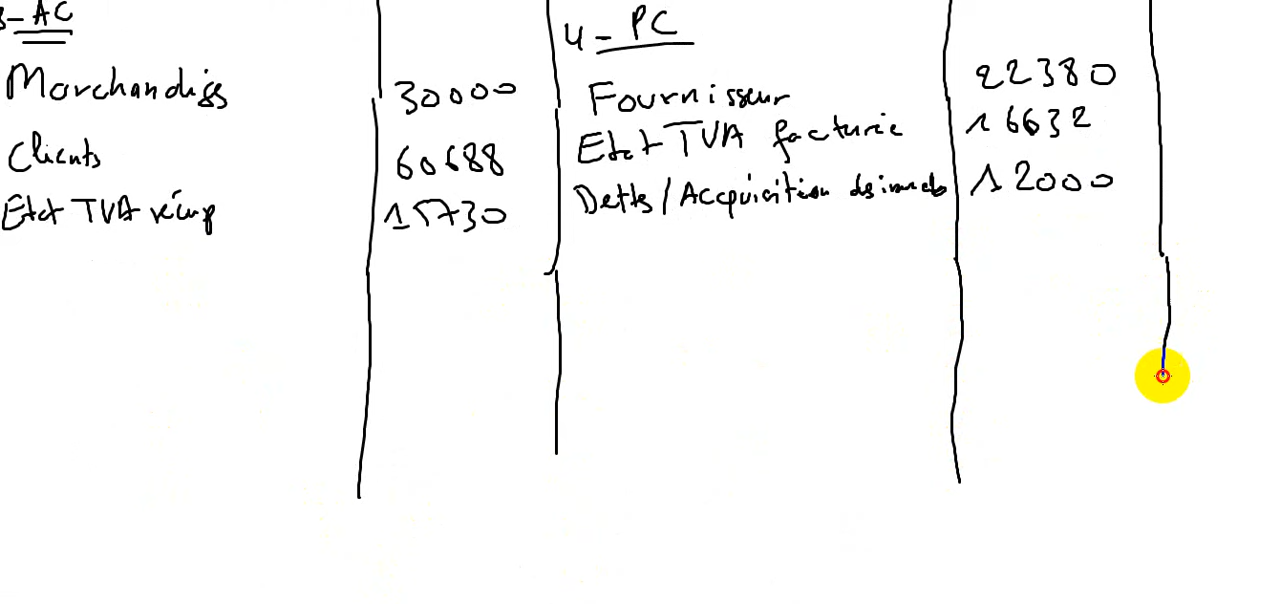 3-AC
Marchandises 30000
Clients 60688
Etat TVA récup 15730
4- PC
Fournisseur 22380
Etat TVA facturée 16632
Dettes/Acquisition des immob 12000